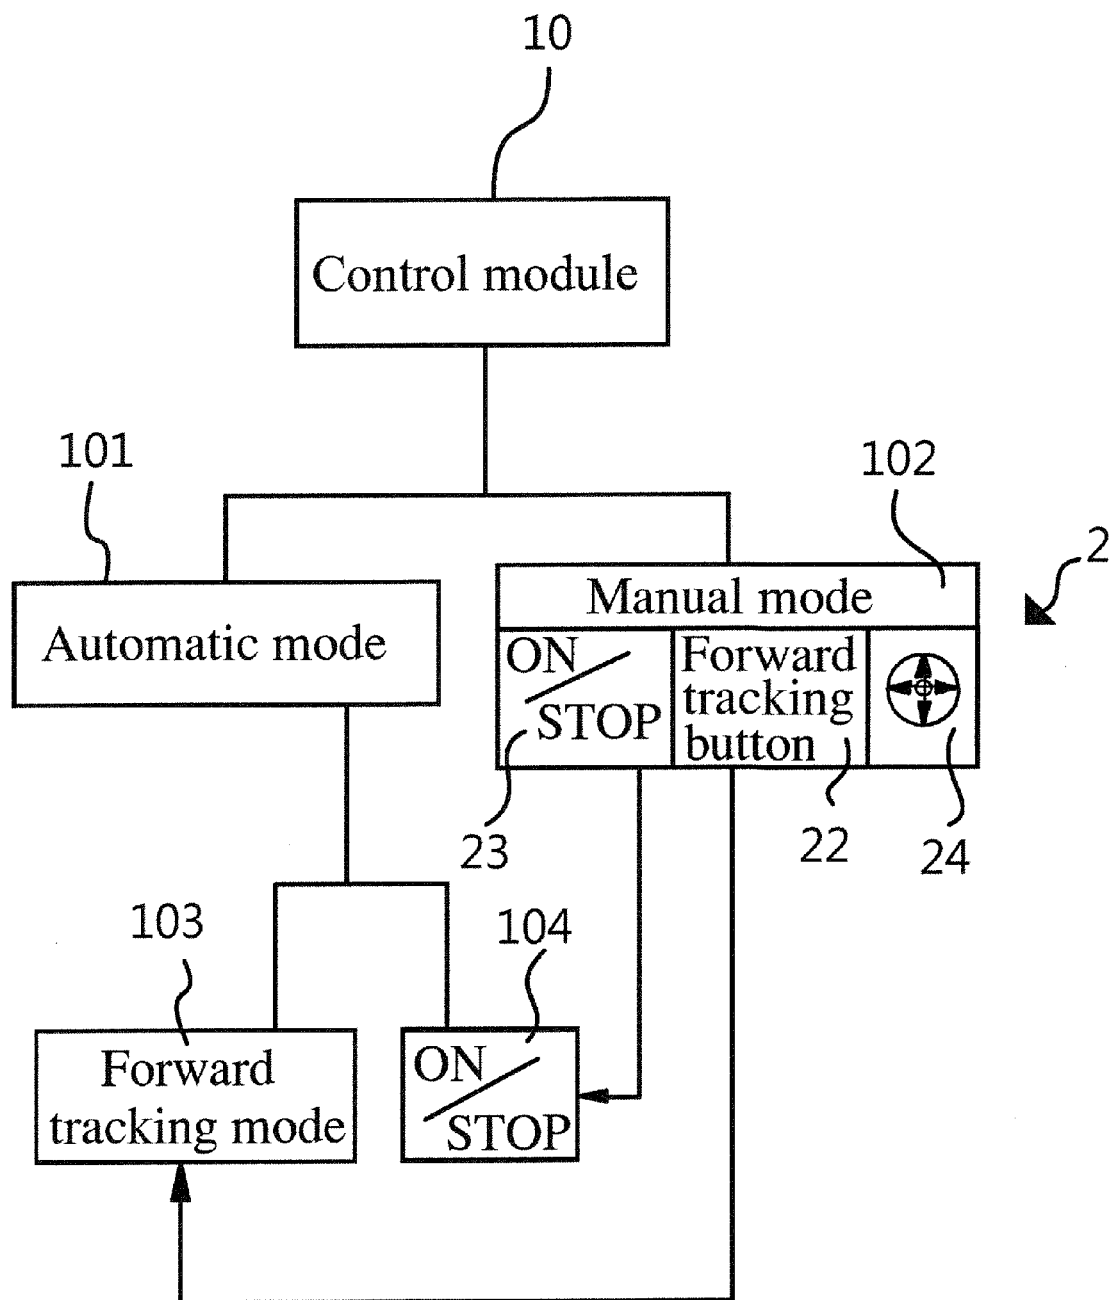 10
Control module
101
102
2
Automatic mode
Manual mode
ON
STOP
Forward
tracking
button
23
22
24
103
104
Forward
tracking mode
ON
STOP